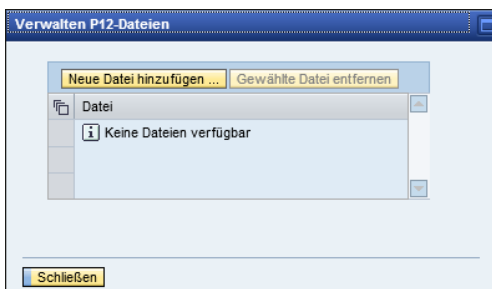 Verwalten P12-Dateien
Neue Datei hinzufügen ... Gewählte Datei entfernen
Datei
Keine Dateien verfügbar
Schließen